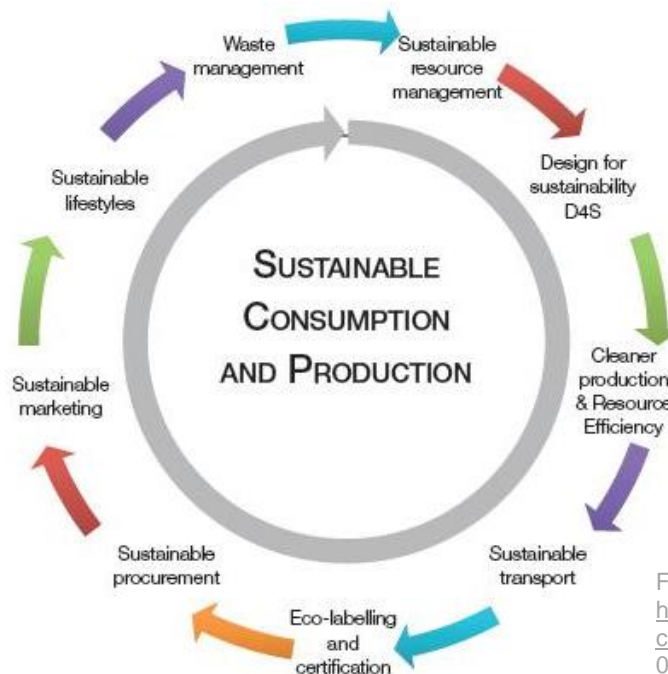 Waste
management
Sustainable
resource
management
Design for
sustainability
D4S
Cleaner
production
& Resource
Efficiency
Sustainable
transport
Eco-labelling
and
certification
Sustainable
procurement
Sustainable
marketing
Sustainable
lifestyles
SUSTAINABLE
CONSUMPTION
AND PRODUCTION